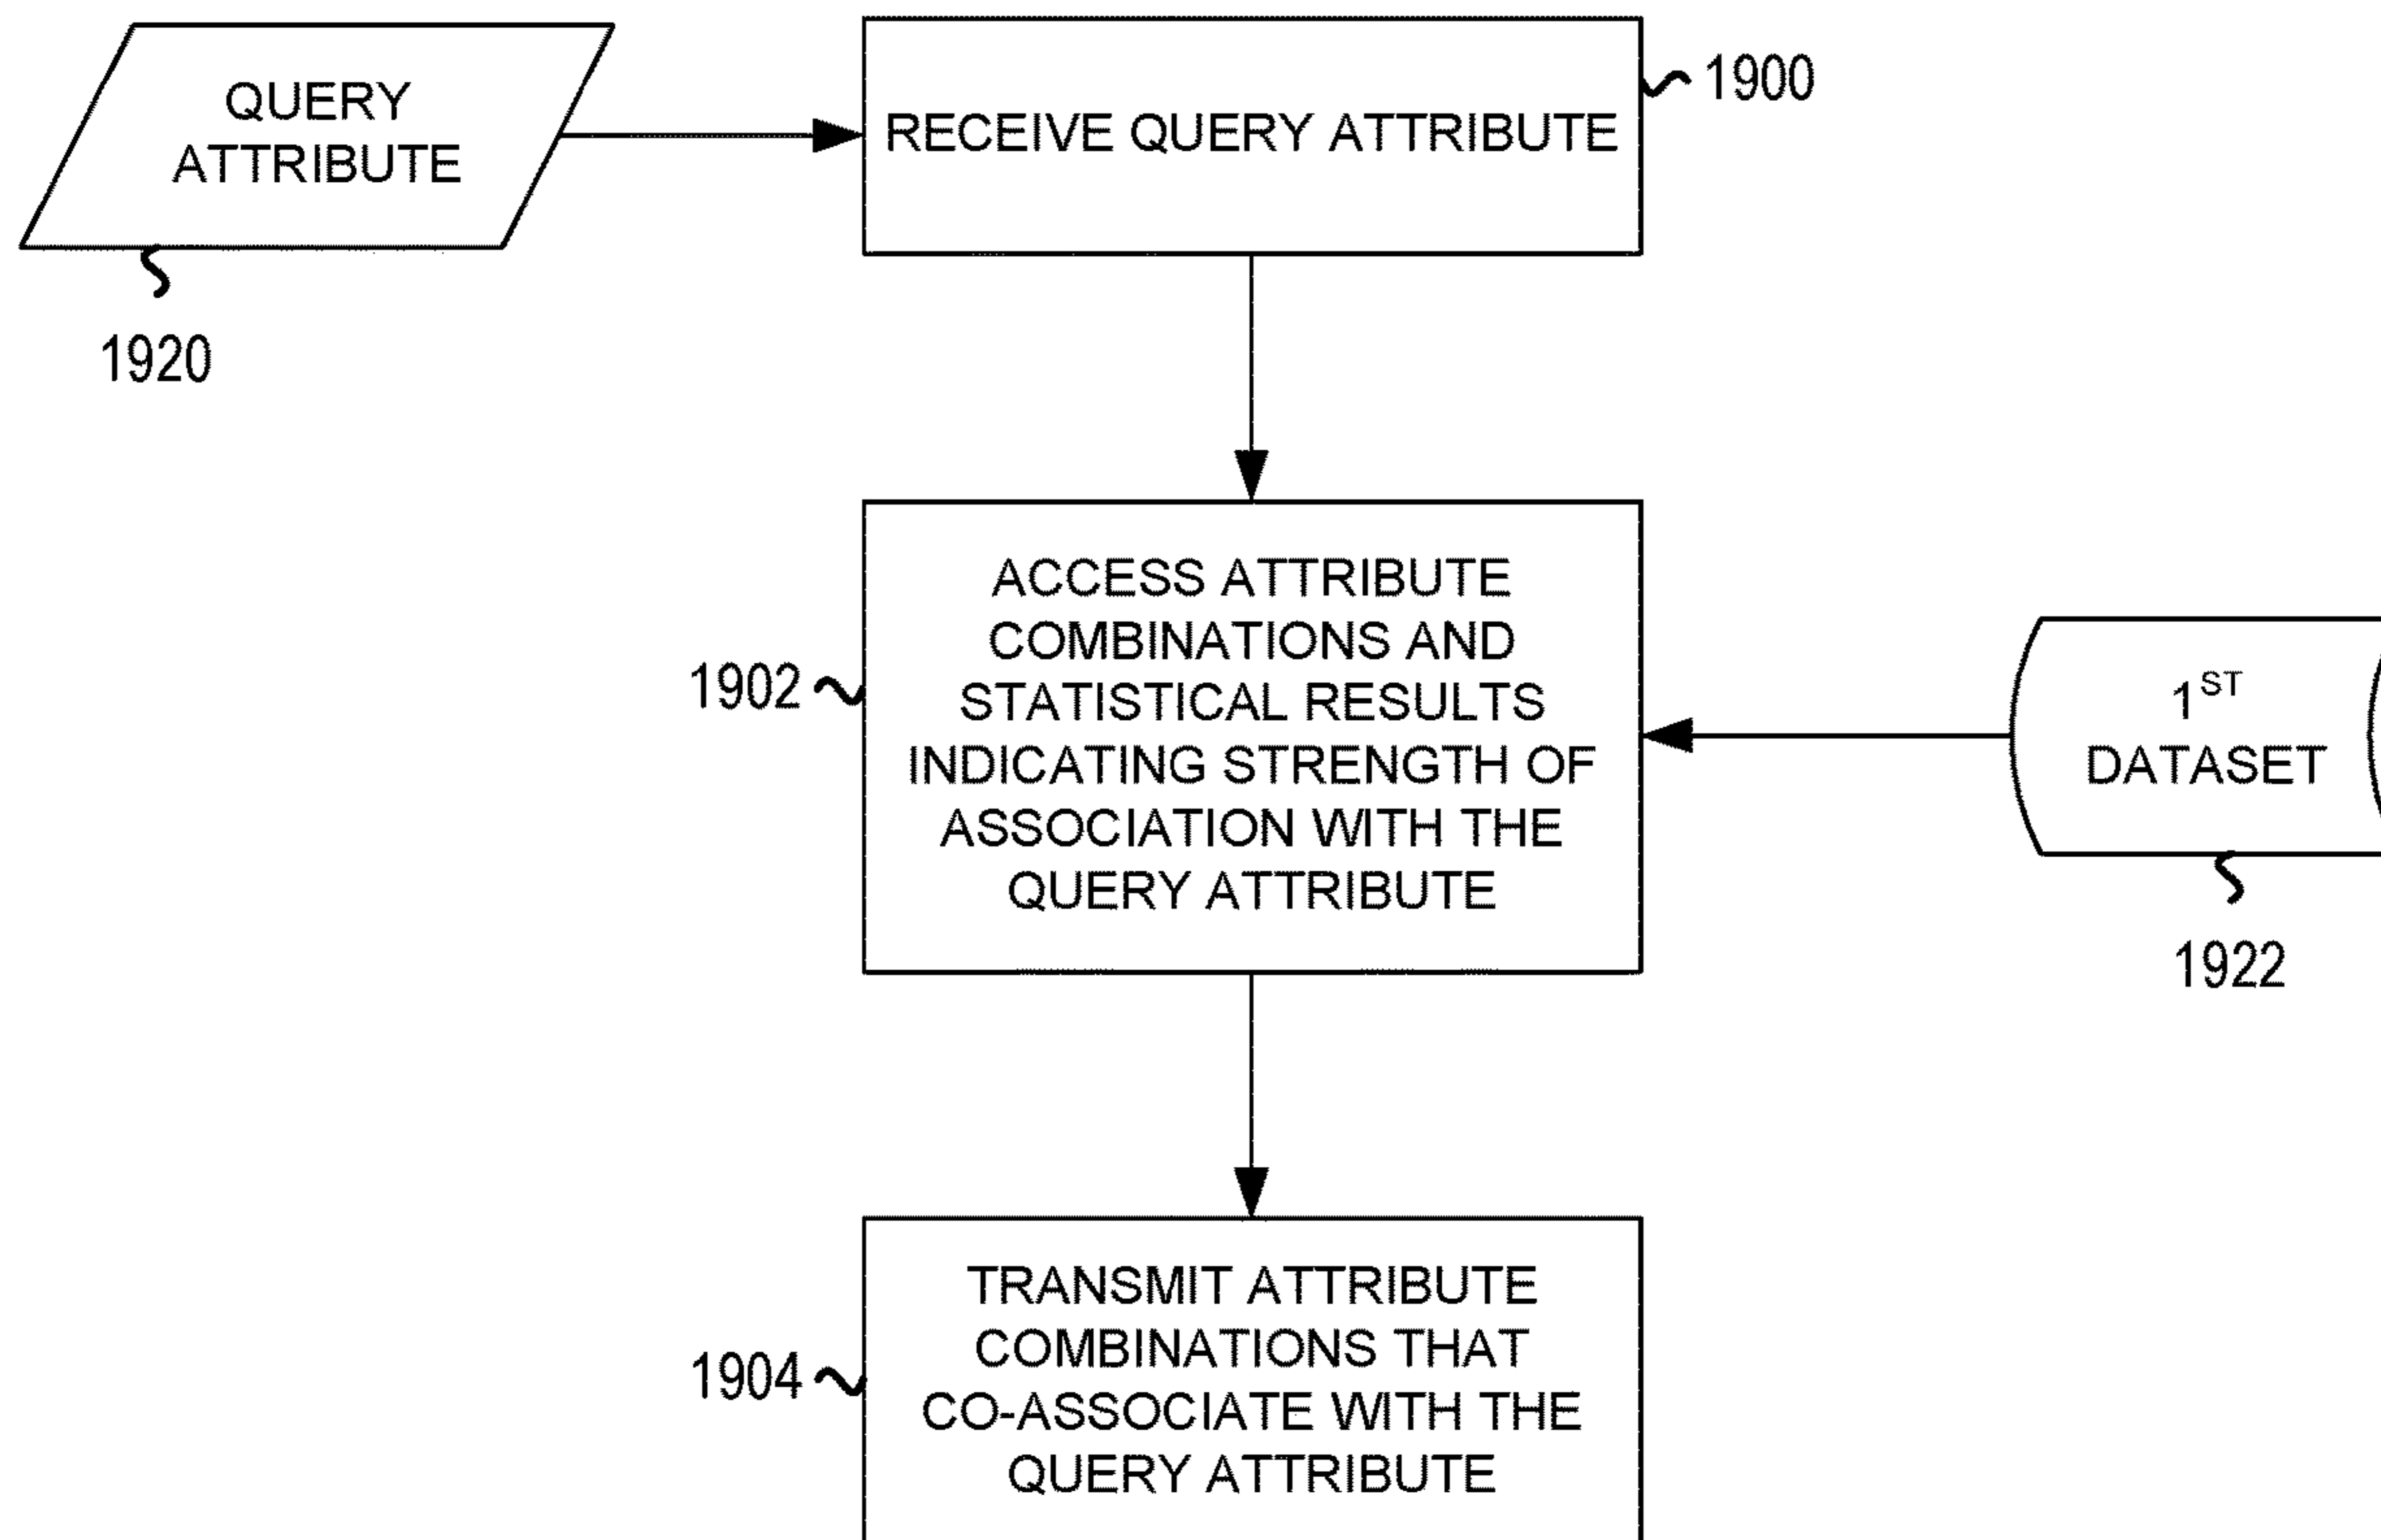 QUERY
ATTRIBUTE
1920
RECEIVE QUERY ATTRIBUTE
1900
ACCESS ATTRIBUTE
COMBINATIONS AND
STATISTICAL RESULTS
INDICATING STRENGTH OF
ASSOCIATION WITH THE
QUERY ATTRIBUTE
1902
1ST
DATASET
1922
TRANSMIT ATTRIBUTE
COMBINATIONS THAT
CO-ASSOCIATE WITH THE
QUERY ATTRIBUTE
1904